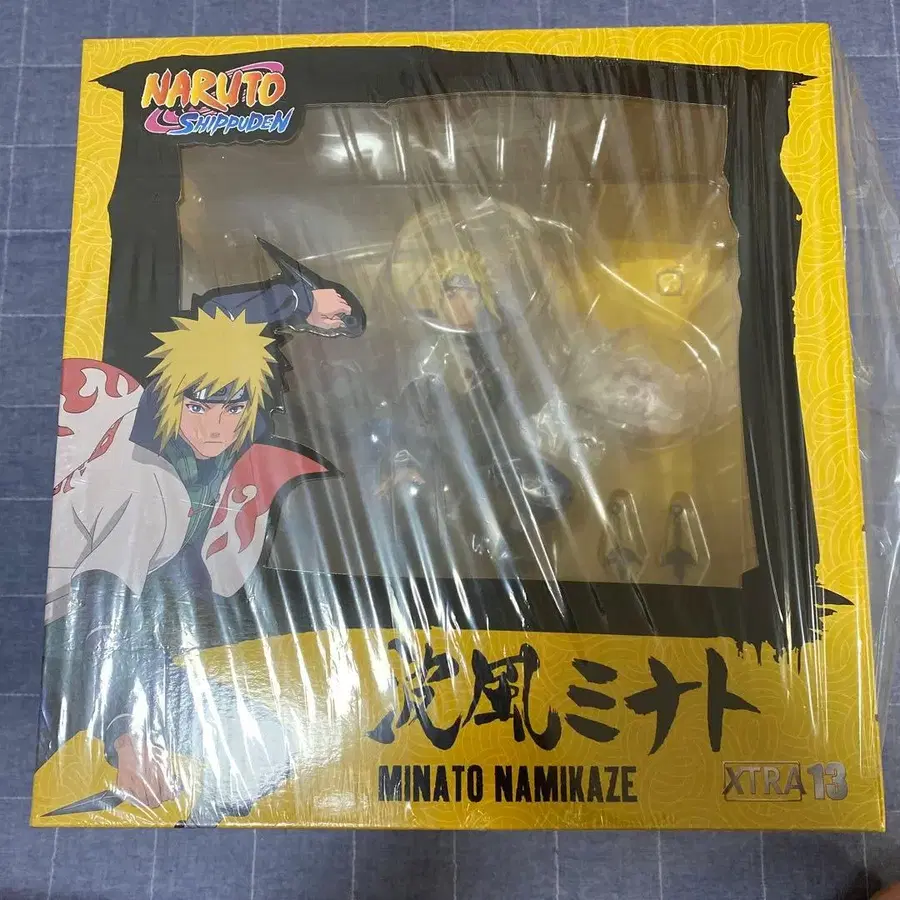 NARUTO
SHIPPUDEN
波風ミナト
MINATO NAMIKAZE
XTRA 13